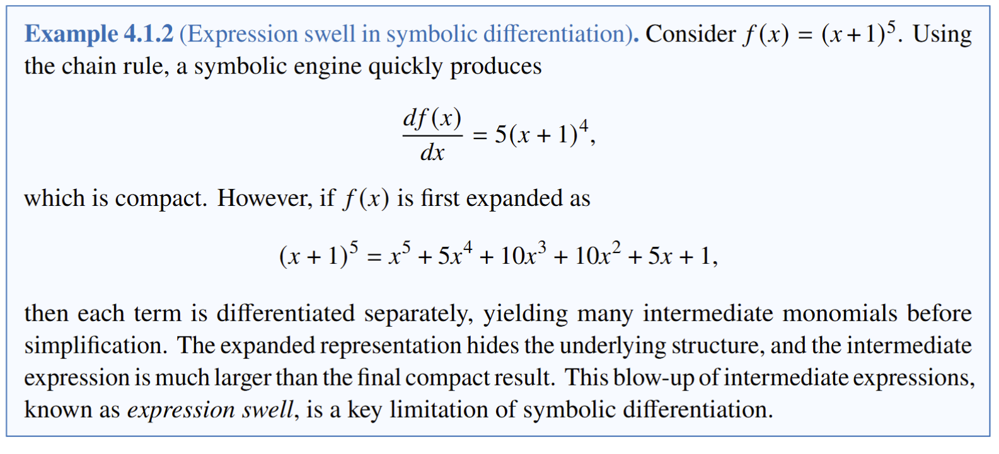 Example 4.1.2 (Expression swell in symbolic differentiation). Consider f(x) = (x+1)^5. Using
the chain rule, a symbolic engine quickly produces
df(x)/dx = 5(x + 1)^4,
which is compact. However, if f(x) is first expanded as
(x + 1)^5 = x^5 + 5x^4 + 10x^3 + 10x^2 + 5x + 1,
then each term is differentiated separately, yielding many intermediate monomials before
simplification. The expanded representation hides the underlying structure, and the intermediate
expression is much larger than the final compact result. This blow-up of intermediate expressions,
known as expression swell, is a key limitation of symbolic differentiation.